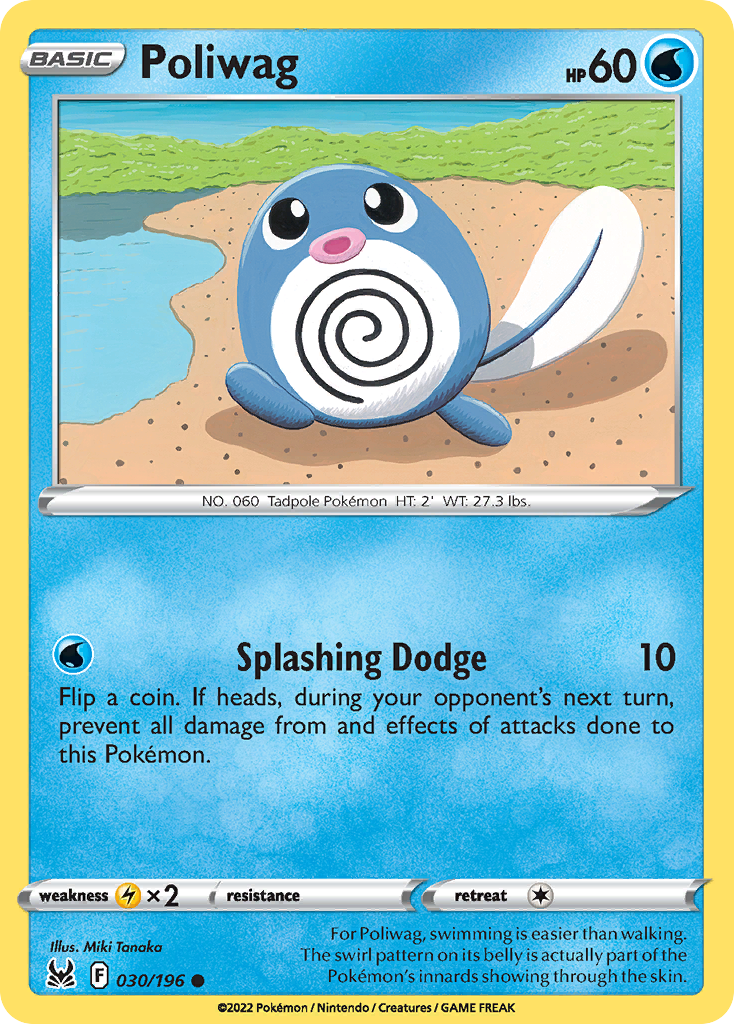 BASIC Poliwag HP60
NO. 060 Tadpole Pokémon HT: 2' WT: 27.3 lbs.
Splashing Dodge 10
Flip a coin. If heads, during your opponent's next turn,
prevent all damage from and effects of attacks done to
this Pokémon.
weakness ×2 resistance retreat
For Poliwag, swimming is easier than walking.
The swirl pattern on its belly is actually part of the
Pokémon's innards showing through the skin.
Illus. Miki Tanaka
F 030/196
©2022 Pokémon / Nintendo / Creatures / GAME FREAK